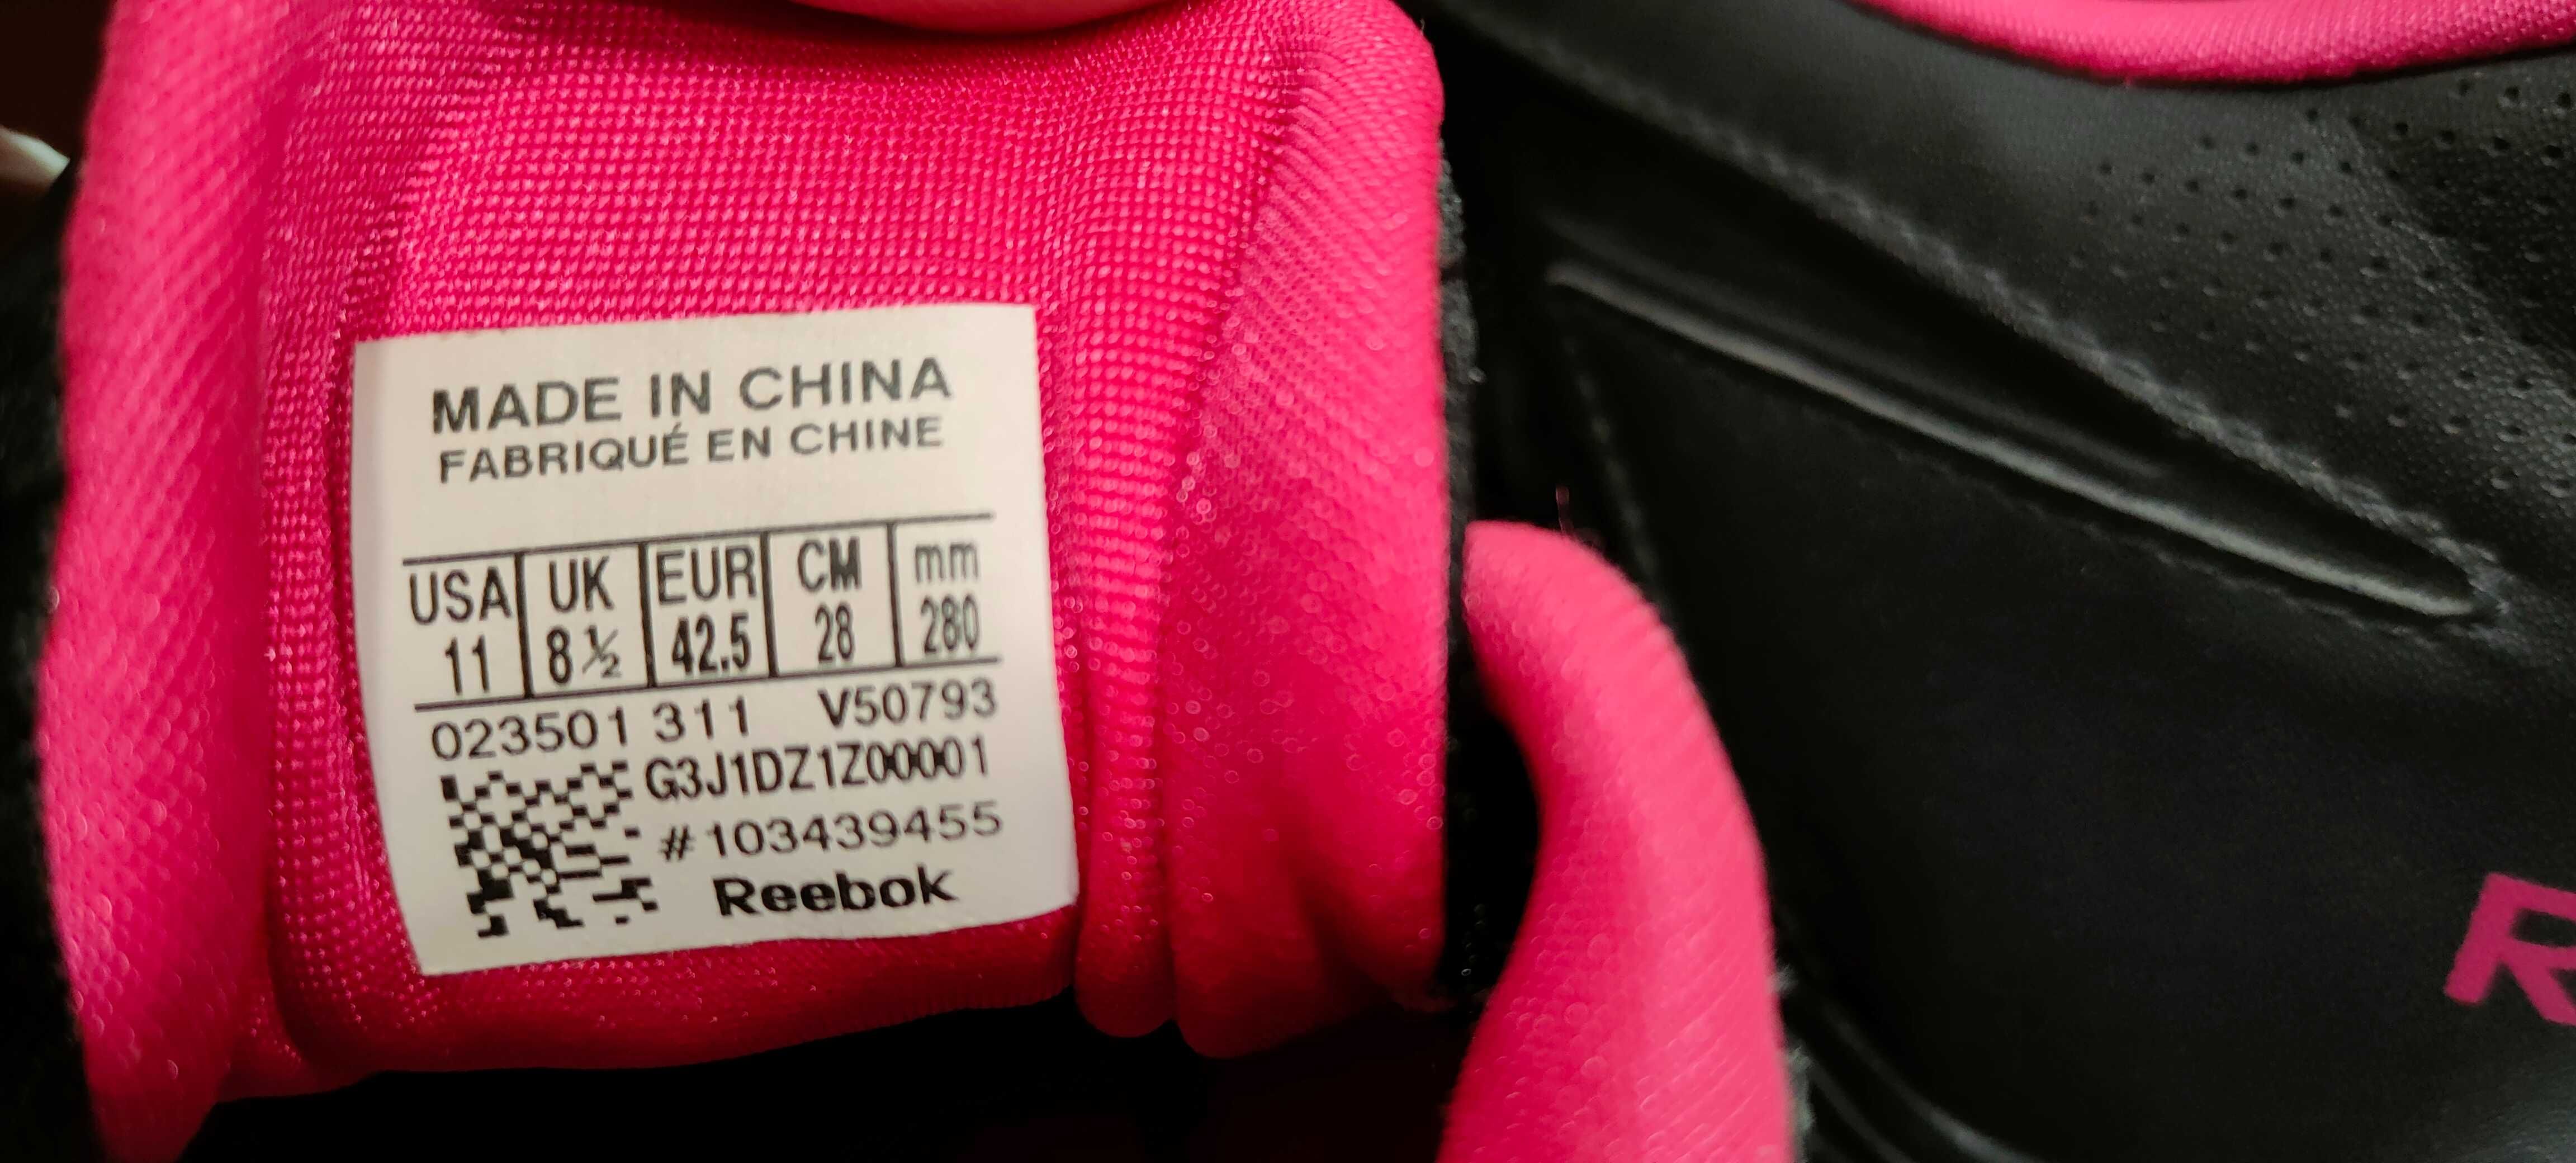 MADE IN CHINA
FABRIQUÉ EN CHINE
USA UK EUR CM mm
11 8½ 42.5 28 280
023501 311 V50793
G3J1DZ1Z00001
#103439455
Reebok
R